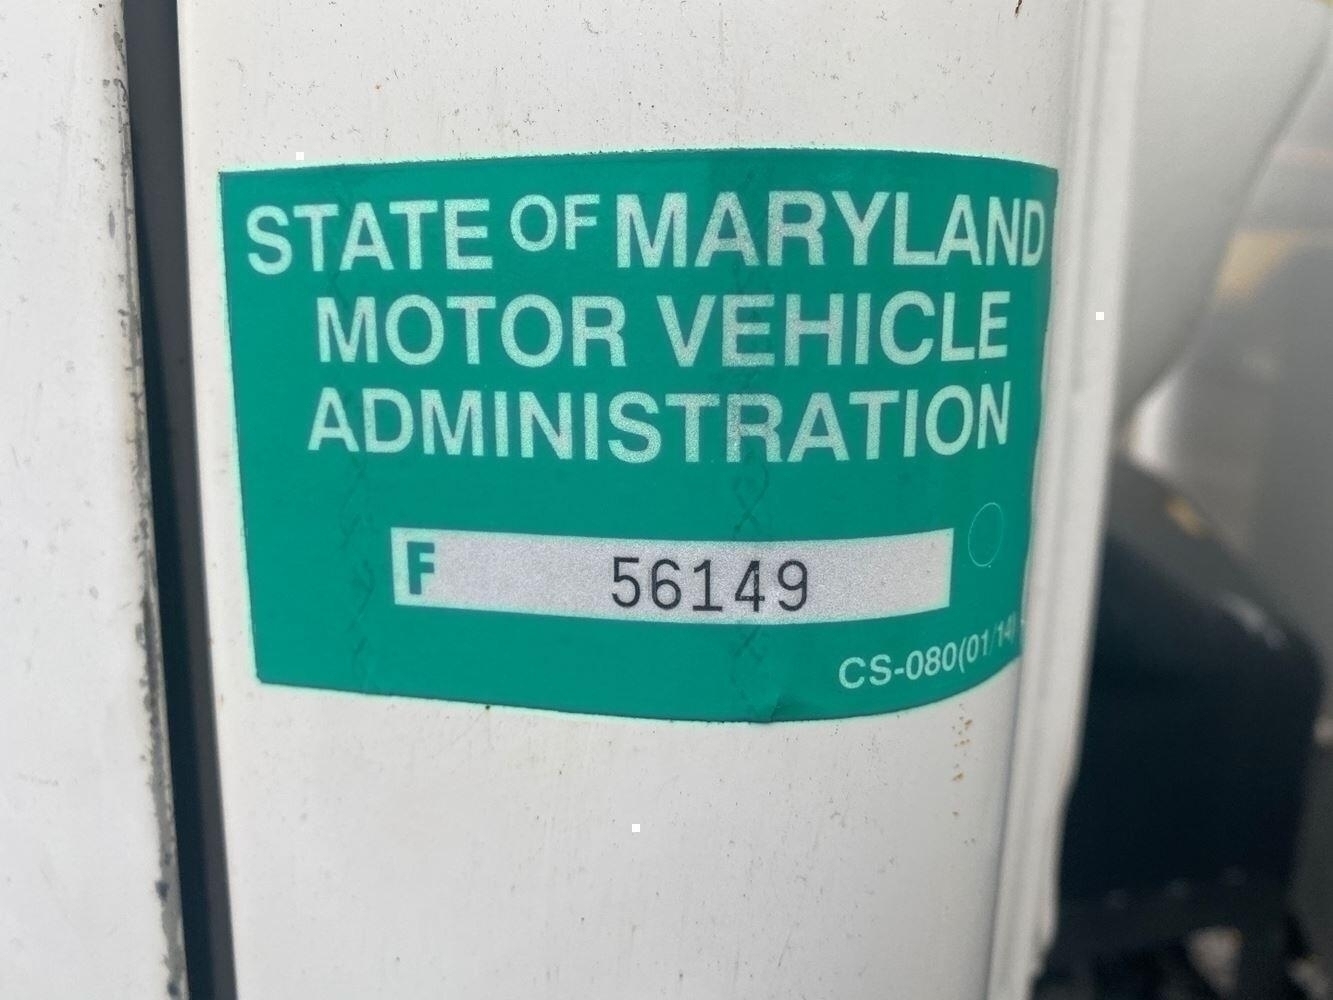 STATE OF MARYLAND
MOTOR VEHICLE
ADMINISTRATION
F 56149
CS-080(01/14)